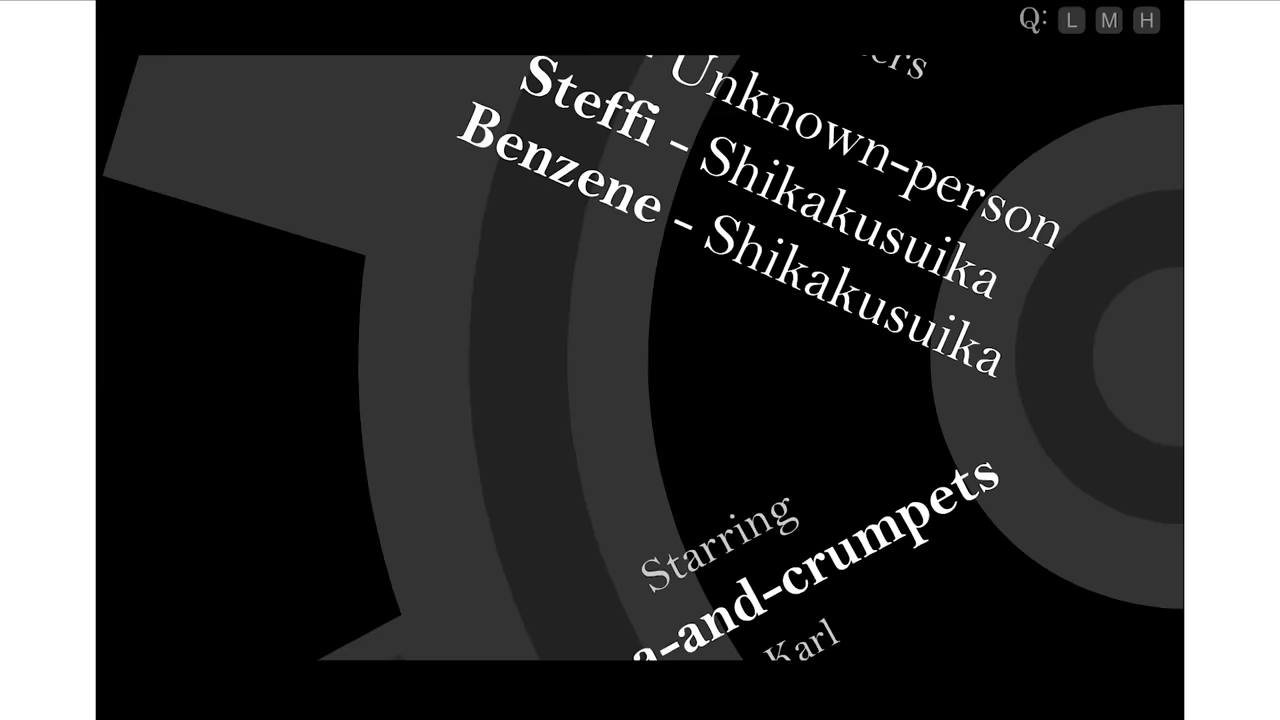 Q: L M H
- Unknown-person
Steffi - Shikakusuika
Benzene - Shikakusuika
Starring
a-and-crumpets
Karl